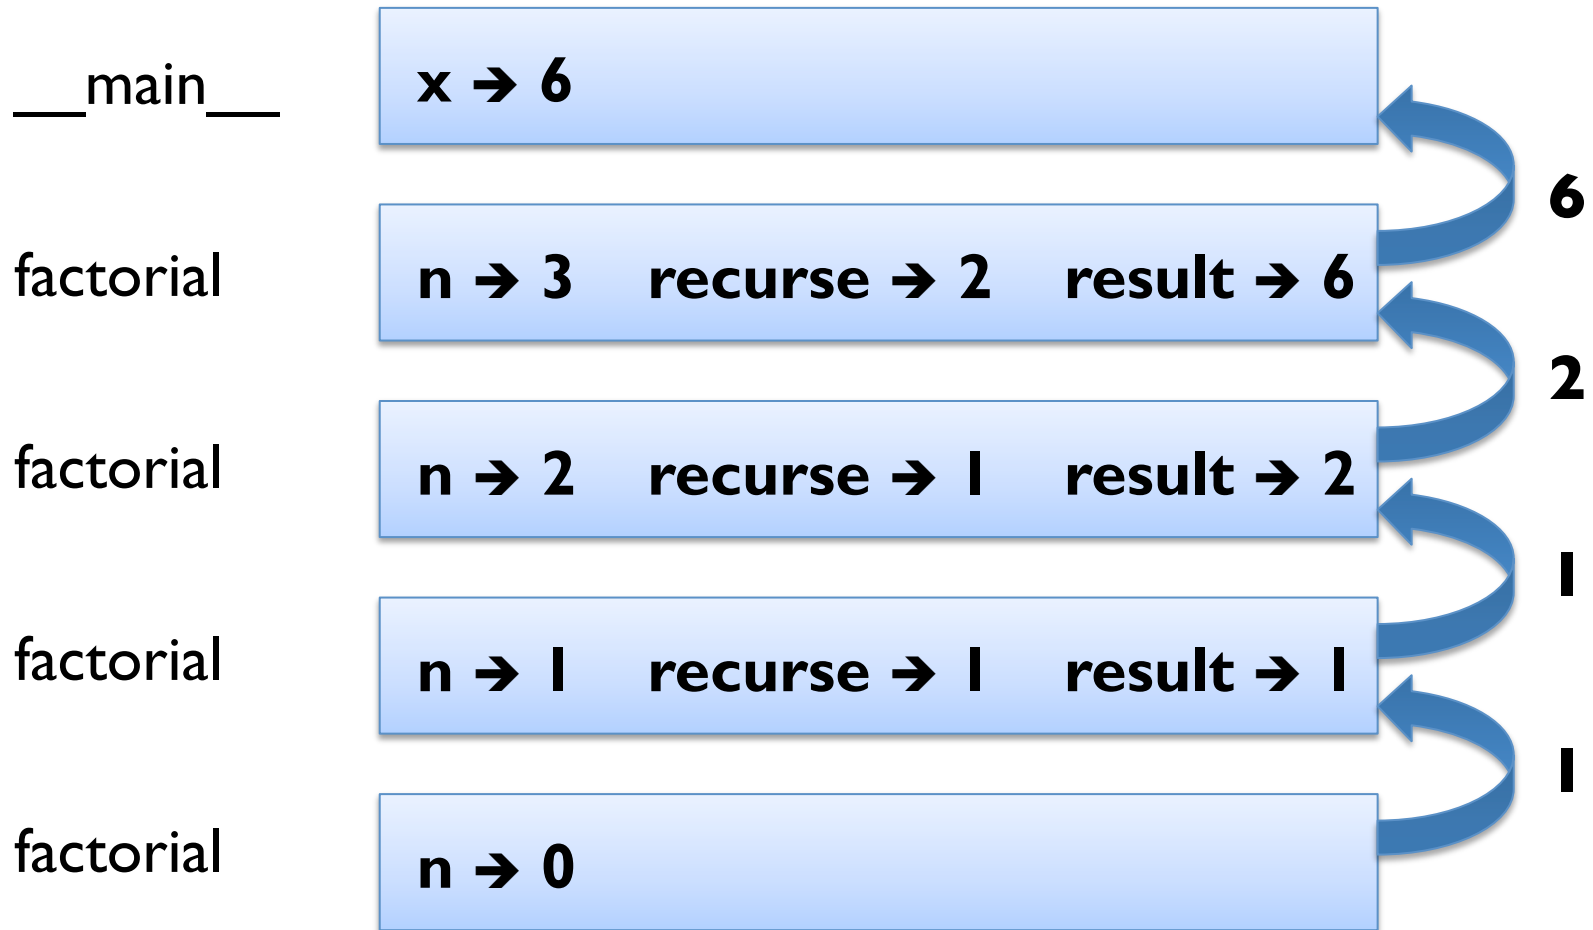 __main__ x ➔ 6
6
factorial n ➔ 3 recurse ➔ 2 result ➔ 6
2
factorial n ➔ 2 recurse ➔ 1 result ➔ 2
1
factorial n ➔ 1 recurse ➔ 1 result ➔ 1
1
factorial n ➔ 0